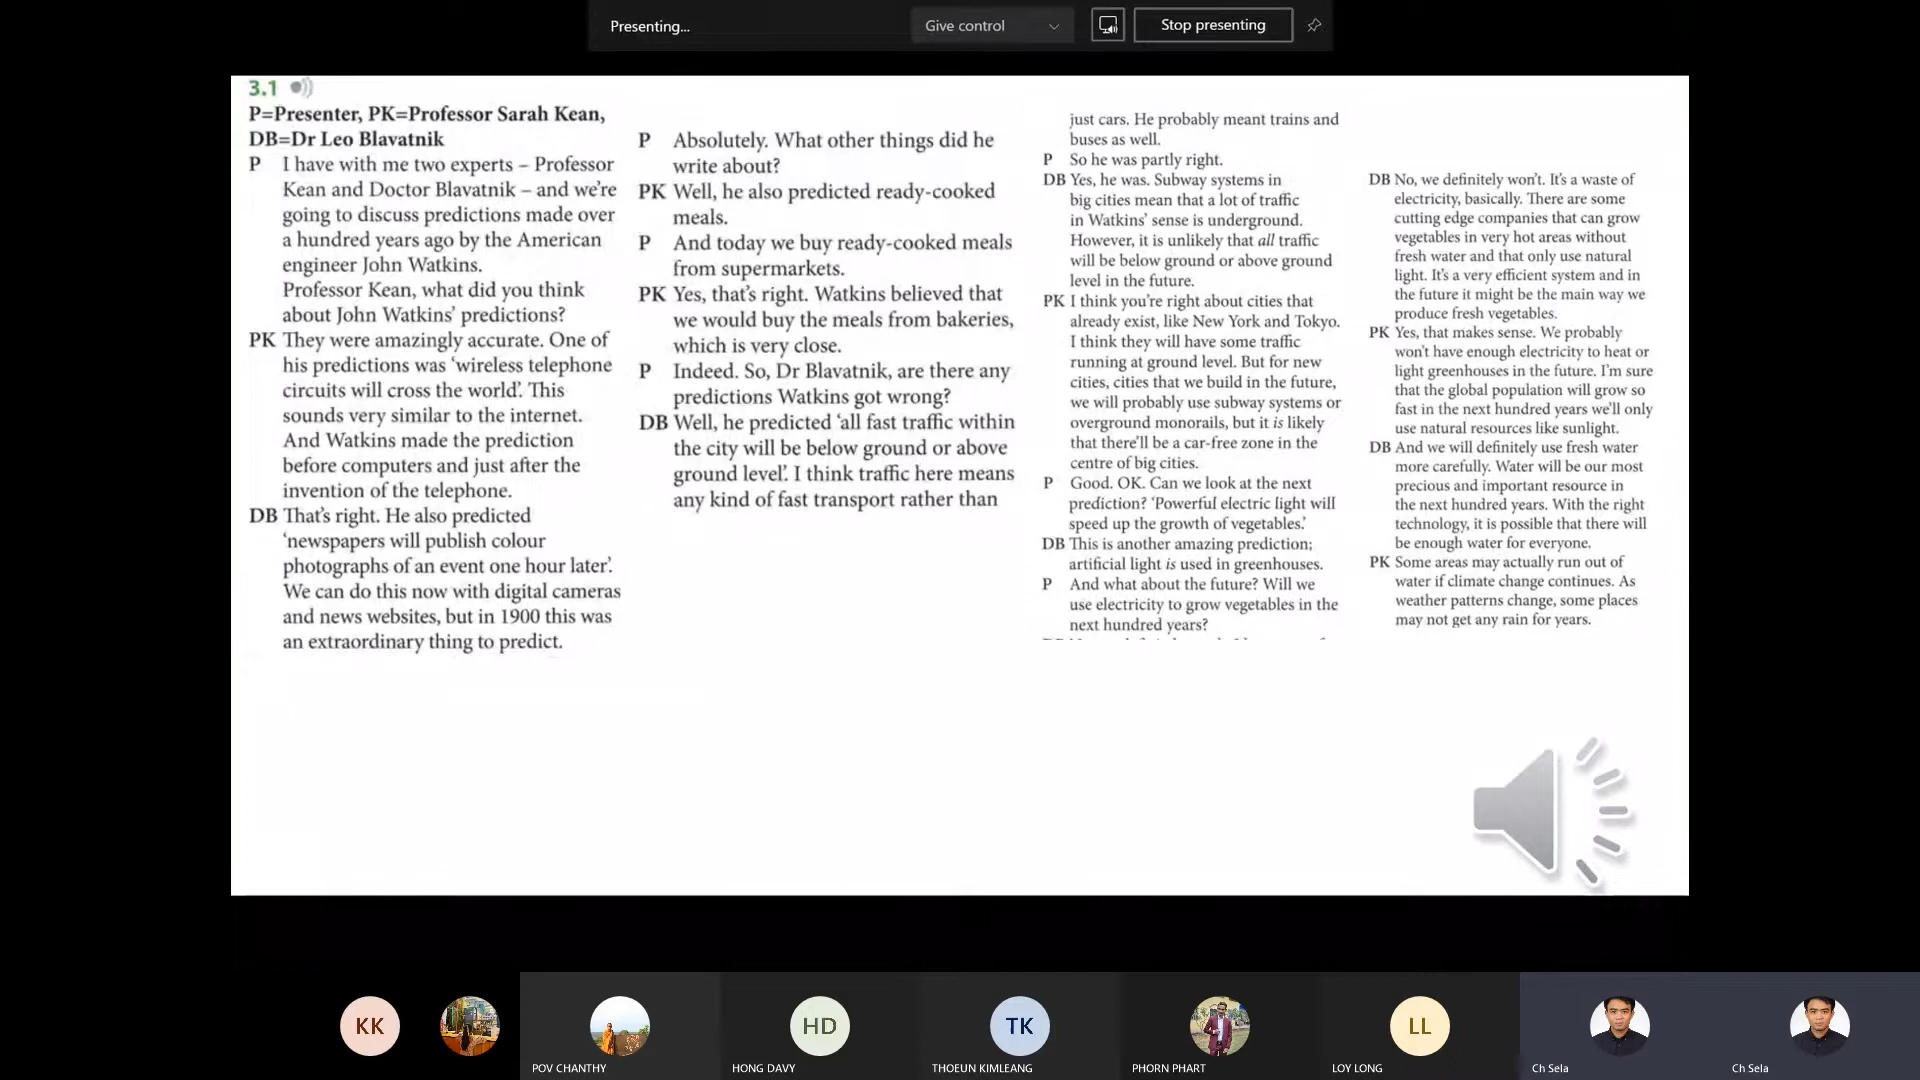 Presenting...
Give control
Stop presenting
3.1
P=Presenter, PK=Professor Sarah Kean,
DB=Dr Leo Blavatnik
P I have with me two experts – Professor
Kean and Doctor Blavatnik – and we're
going to discuss predictions made over
a hundred years ago by the American
engineer John Watkins.
Professor Kean, what did you think
about John Watkins' predictions?
PK They were amazingly accurate. One of
his predictions was 'wireless telephone
circuits will cross the world'. This
sounds very similar to the internet.
And Watkins made the prediction
before computers and just after the
invention of the telephone.
DB That's right. He also predicted
'newspapers will publish colour
photographs of an event one hour later'.
We can do this now with digital cameras
and news websites, but in 1900 this was
an extraordinary thing to predict.
P Absolutely. What other things did he
write about?
PK Well, he also predicted ready-cooked
meals.
P And today we buy ready-cooked meals
from supermarkets.
PK Yes, that's right. Watkins believed that
we would buy the meals from bakeries,
which is very close.
P Indeed. So, Dr Blavatnik, are there any
predictions Watkins got wrong?
DB Well, he predicted 'all fast traffic within
the city will be below ground or above
ground level'. I think traffic here means
any kind of fast transport rather than
just cars. He probably meant trains and
buses as well.
P So he was partly right.
DB Yes, he was. Subway systems in
big cities mean that a lot of traffic
in Watkins' sense is underground.
However, it is unlikely that all traffic
will be below ground or above ground
level in the future.
PK I think you're right about cities that
already exist, like New York and Tokyo.
I think they will have some traffic
running at ground level. But for new
cities, cities that we build in the future,
we will probably use subway systems or
overground monorails, but it is likely
that there'll be a car-free zone in the
centre of big cities.
P Good. OK. Can we look at the next
prediction? 'Powerful electric light will
speed up the growth of vegetables.'
DB This is another amazing prediction;
artificial light is used in greenhouses.
P And what about the future? Will we
use electricity to grow vegetables in the
next hundred years?
DB No, we definitely won't. It's a waste of
electricity, basically. There are some
cutting edge companies that can grow
vegetables in very hot areas without
fresh water and that only use natural
light. It's a very efficient system and in
the future it might be the main way we
produce fresh vegetables.
PK Yes, that makes sense. We probably
won't have enough electricity to heat or
light greenhouses in the future. I'm sure
that the global population will grow so
fast in the next hundred years we'll only
use natural resources like sunlight.
DB And we will definitely use fresh water
more carefully. Water will be our most
precious and important resource in
the next hundred years. With the right
technology, it is possible that there will
be enough water for everyone.
PK Some areas may actually run out of
water if climate change continues. As
weather patterns change, some places
may not get any rain for years.
KK
HD
TK
LL
POV CHANTHY
HONG DAVY
THOEUN KIMLEANG
PHORN PHART
LOY LONG
Ch Sela
Ch Sela